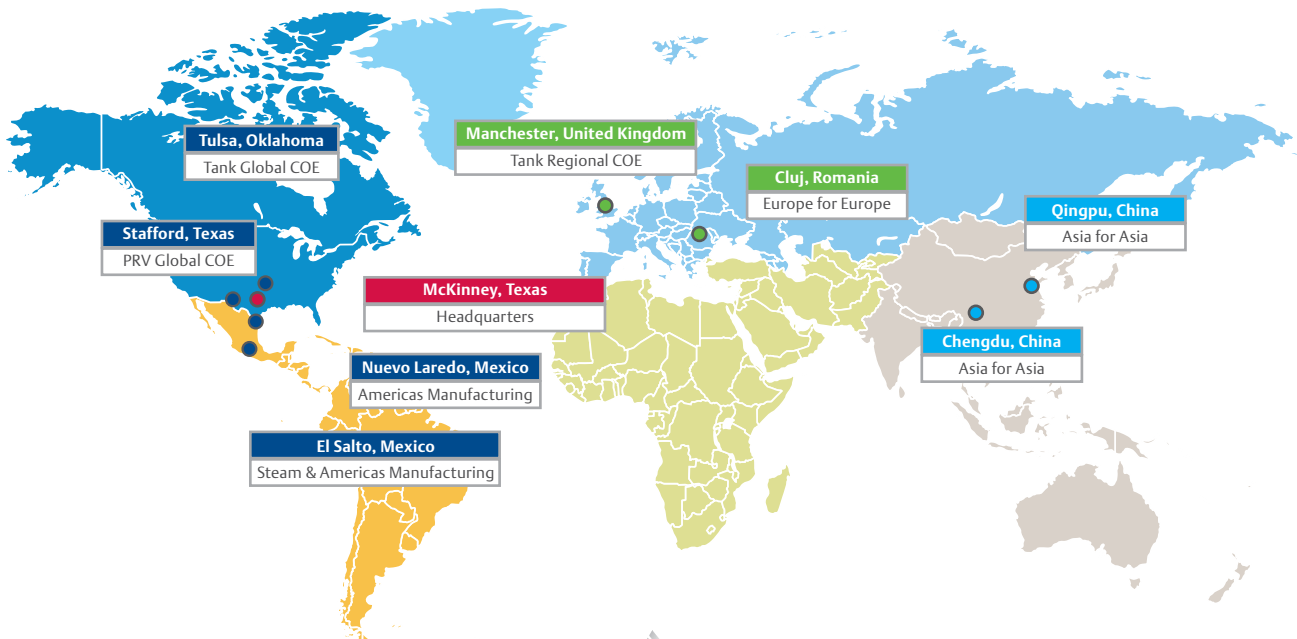 Tulsa, Oklahoma
Tank Global COE
Manchester, United Kingdom
Tank Regional COE
Cluj, Romania
Europe for Europe
Qingpu, China
Asia for Asia
Stafford, Texas
PRV Global COE
McKinney, Texas
Headquarters
Chengdu, China
Asia for Asia
Nuevo Laredo, Mexico
Americas Manufacturing
El Salto, Mexico
Steam & Americas Manufacturing